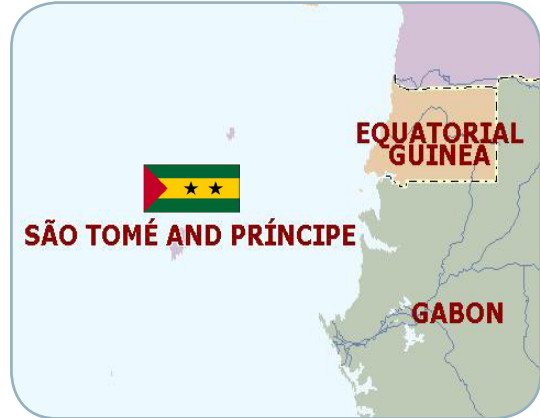 EQUATORIAL
GUINEA
SÃO TOMÉ AND PRÍNCIPE
GABON